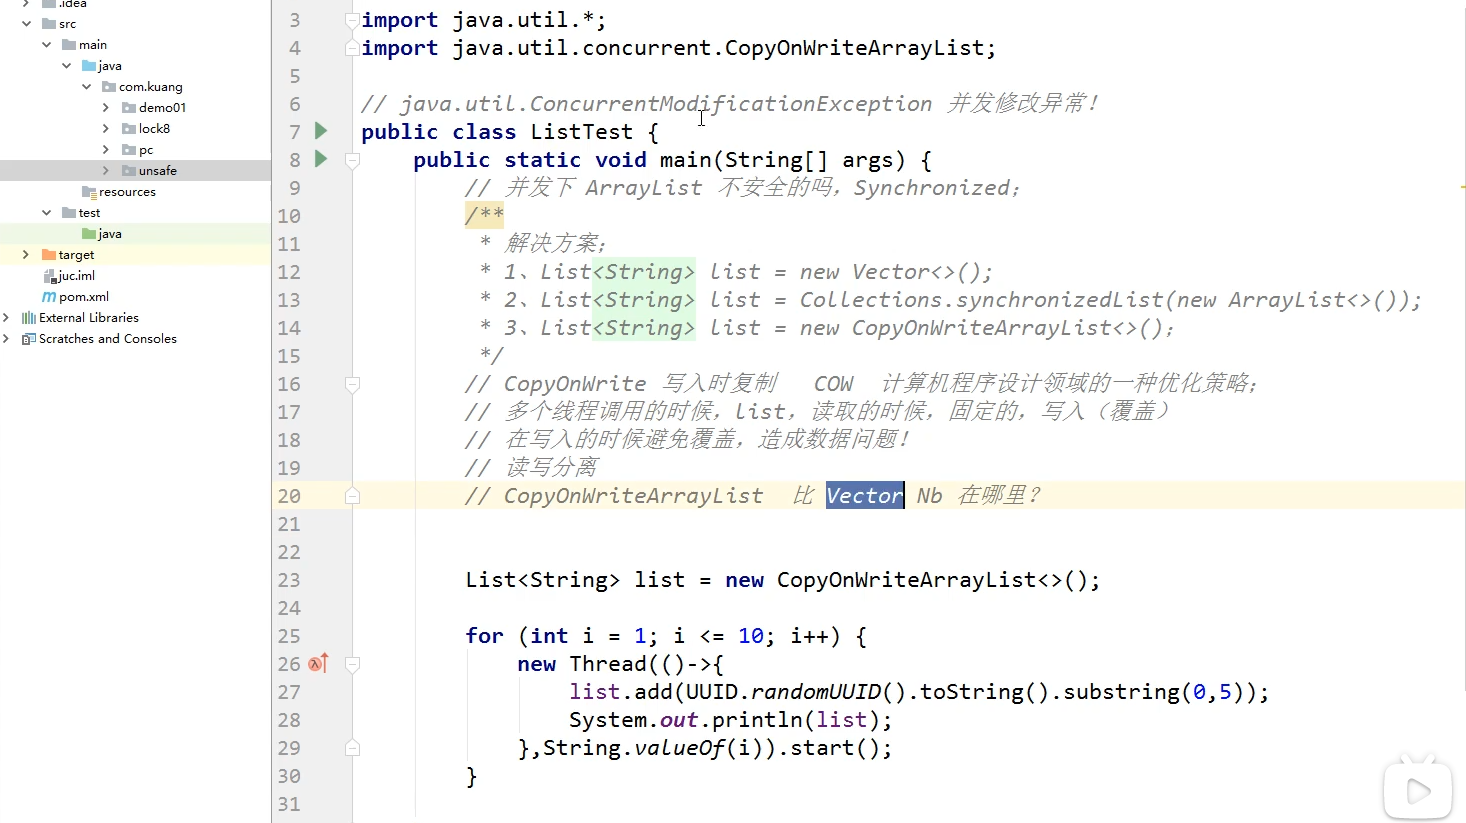 .idea
src
main
java
com.kuang
demo01
lock8
pc
unsafe
resources
test
java
target
juc.iml
pom.xml
External Libraries
Scratches and Consoles
3 import java.util.*;
4 import java.util.concurrent.CopyOnWriteArrayList;
5
6 // java.util.ConcurrentModificationException 并发修改异常！
7 public class ListTest {
8 public static void main(String[] args) {
9 // 并发下 ArrayList 不安全的吗，Synchronized；
10 /**
11 * 解决方案；
12 * 1、List<String> list = new Vector<>();
13 * 2、List<String> list = Collections.synchronizedList(new ArrayList<>());
14 * 3、List<String> list = new CopyOnWriteArrayList<>()；
15 */
16 // CopyOnWrite 写入时复制 COW 计算机程序设计领域的一种优化策略；
17 // 多个线程调用的时候，list，读取的时候，固定的，写入（覆盖）
18 // 在写入的时候避免覆盖，造成数据问题！
19 // 读写分离
20 // CopyOnWriteArrayList 比 Vector Nb 在哪里？
21
22
23 List<String> list = new CopyOnWriteArrayList<>();
24
25 for (int i = 1; i <= 10; i++) {
26 new Thread(()->{
27 list.add(UUID.randomUUID().toString().substring(0,5));
28 System.out.println(list);
29 },String.valueOf(i)).start();
30 }
31